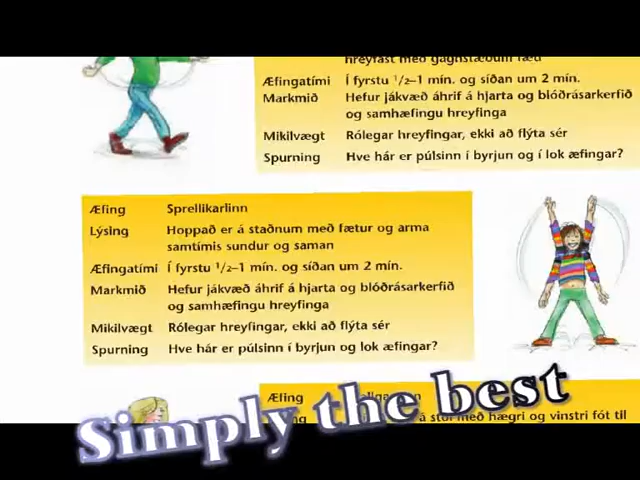 hreyfast með gagnstæðum fæti
Æfingatími Í fyrstu 1/2–1 mín. og síðan um 2 mín.
Markmið Hefur jákvæð áhrif á hjarta og blóðrásarkerfið
og samhæfingu hreyfinga
Mikilvægt Rólegar hreyfingar, ekki að flýta sér
Spurning Hve hár er púlsinn í byrjun og í lok æfingar?
Æfing Sprellikarlinn
Lýsing Hoppað er á staðnum með fætur og arma
samtímis sundur og saman
Æfingatími Í fyrstu 1/2–1 mín. og síðan um 2 mín.
Markmið Hefur jákvæð áhrif á hjarta og blóðrásarkerfið
og samhæfingu hreyfinga
Mikilvægt Rólegar hreyfingar, ekki að flýta sér
Spurning Hve hár er púlsinn í byrjun og lok æfingar?
Æfing
á stól með hægri og vinstri fót til
Simply the best